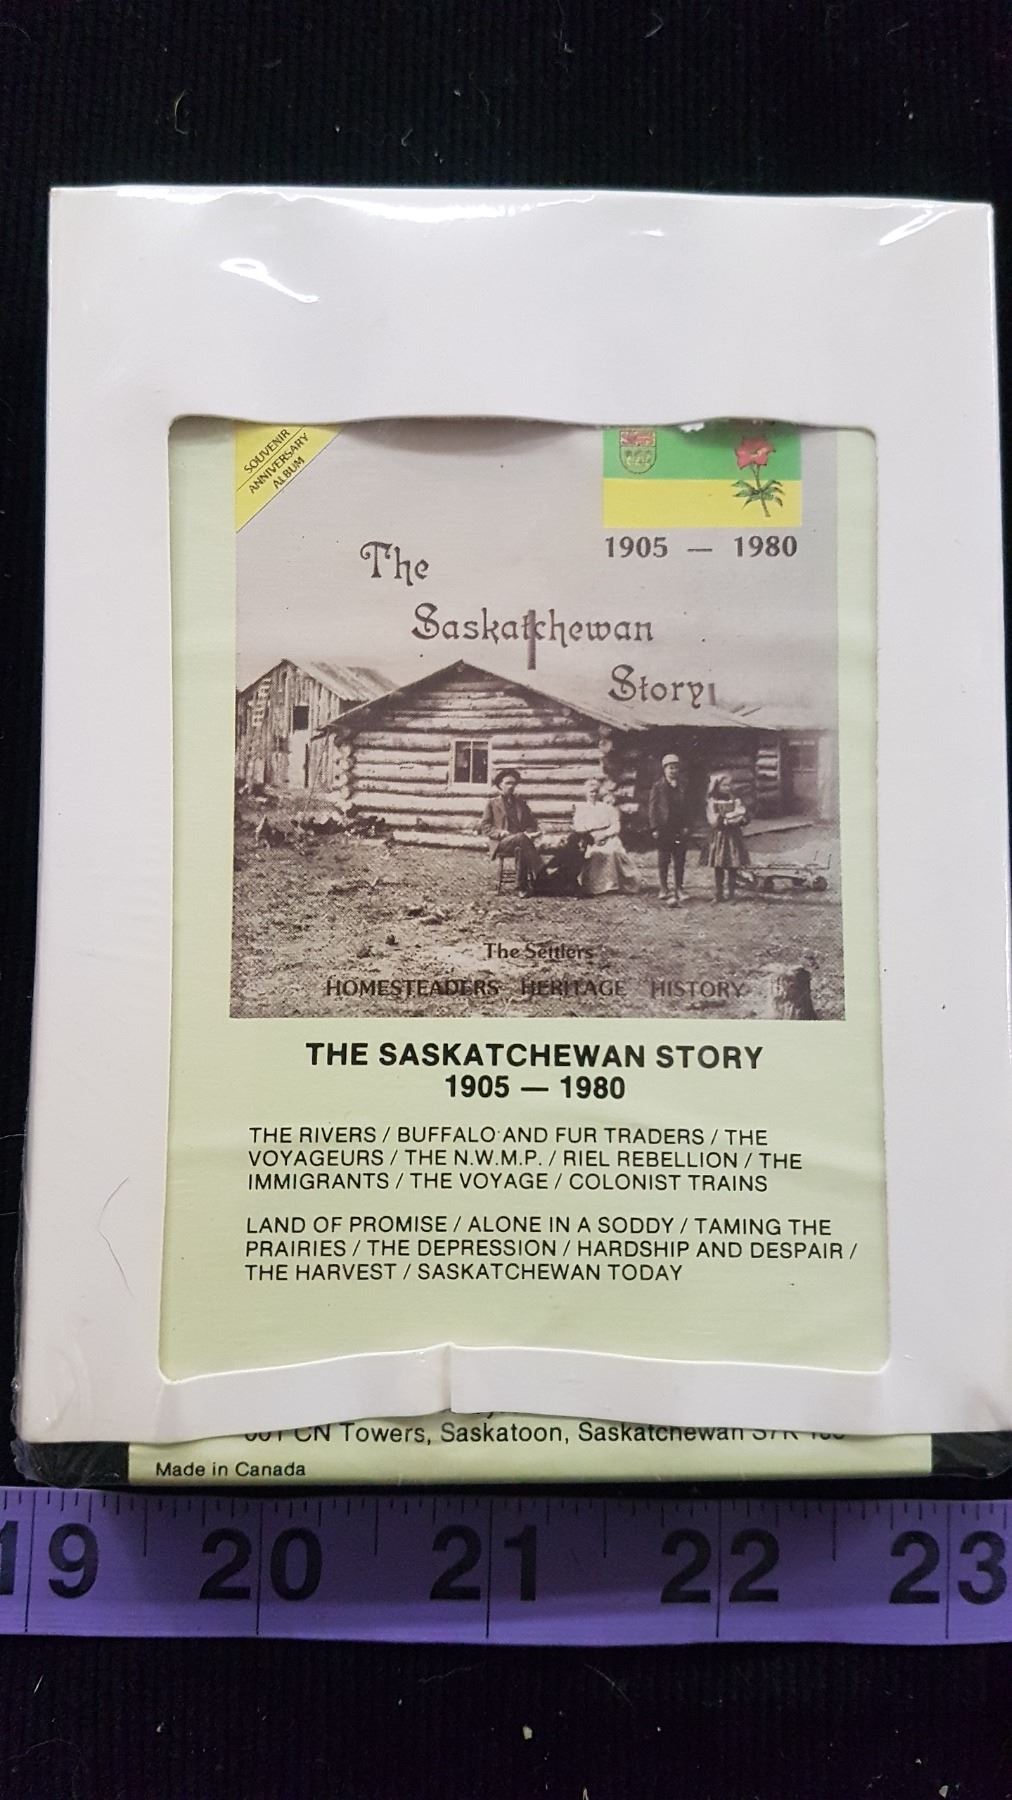 SOUVENIR
ANNIVERSARY
ALBUM
1905 — 1980
The
Saskatchewan
Story
The Settlers
HOMESTEADERS HERITAGE HISTORY
THE SASKATCHEWAN STORY
1905 — 1980
THE RIVERS / BUFFALO AND FUR TRADERS / THE
VOYAGEURS / THE N.W.M.P. / RIEL REBELLION / THE
IMMIGRANTS / THE VOYAGE / COLONIST TRAINS
LAND OF PROMISE / ALONE IN A SODDY / TAMING THE
PRAIRIES / THE DEPRESSION / HARDSHIP AND DESPAIR /
THE HARVEST / SASKATCHEWAN TODAY
CN Towers, Saskatoon, Saskatchewan S7K
Made in Canada
19 20 21 22 23